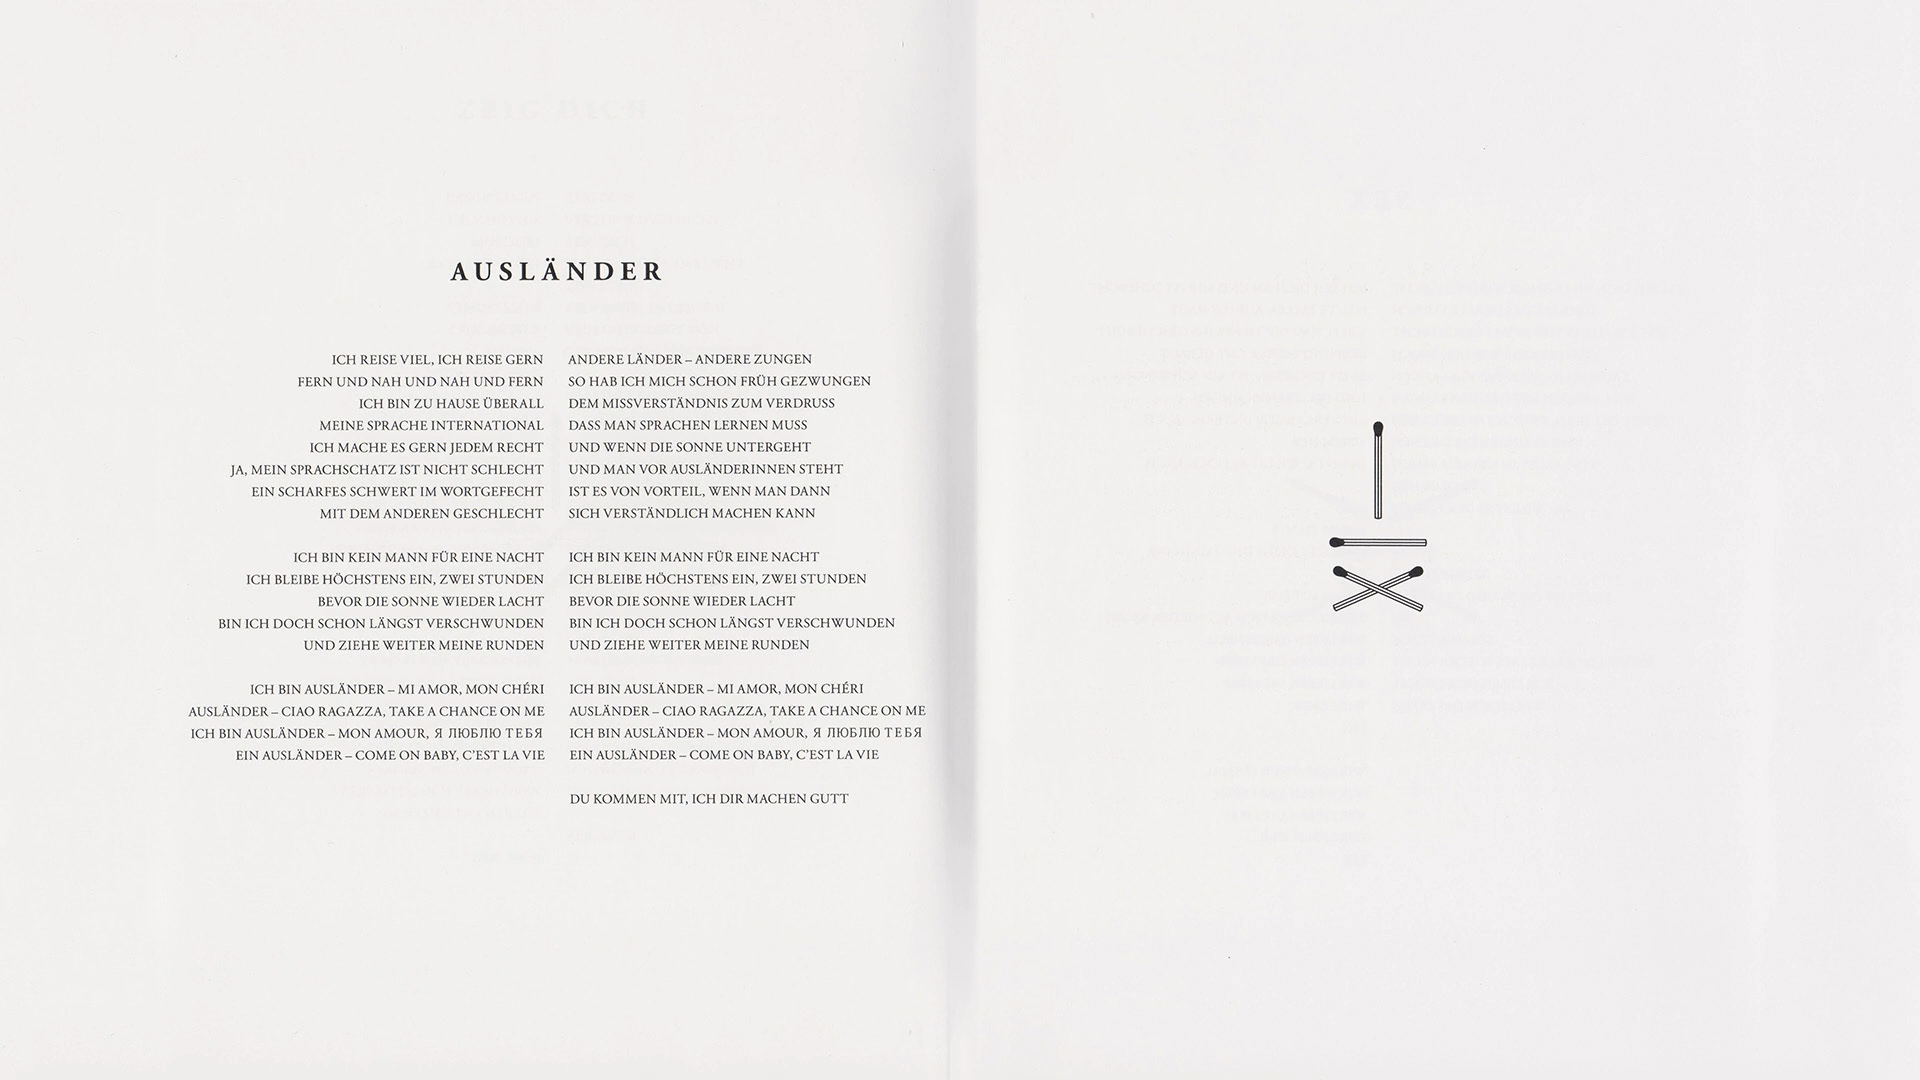 AUSLÄNDER
ICH REISE VIEL, ICH REISE GERN
FERN UND NAH UND NAH UND FERN
ICH BIN ZU HAUSE ÜBERALL
MEINE SPRACHE INTERNATIONAL
ICH MACHE ES GERN JEDEM RECHT
JA, MEIN SPRACHSCHATZ IST NICHT SCHLECHT
EIN SCHARFES SCHWERT IM WORTGEFECHT
MIT DEM ANDEREN GESCHLECHT
ICH BIN KEIN MANN FÜR EINE NACHT
ICH BLEIBE HÖCHSTENS EIN, ZWEI STUNDEN
BEVOR DIE SONNE WIEDER LACHT
BIN ICH DOCH SCHON LÄNGST VERSCHWUNDEN
UND ZIEHE WEITER MEINE RUNDEN
ICH BIN AUSLÄNDER – MI AMOR, MON CHÉRI
AUSLÄNDER – CIAO RAGAZZA, TAKE A CHANCE ON ME
ICH BIN AUSLÄNDER – MON AMOUR, Я ЛЮБЛЮ ТЕБЯ
EIN AUSLÄNDER – COME ON BABY, C'EST LA VIE
ANDERE LÄNDER – ANDERE ZUNGEN
SO HAB ICH MICH SCHON FRÜH GEZWUNGEN
DEM MISSVERSTÄNDNIS ZUM VERDRUSS
DASS MAN SPRACHEN LERNEN MUSS
UND WENN DIE SONNE UNTERGEHT
UND MAN VOR AUSLÄNDERINNEN STEHT
IST ES VON VORTEIL, WENN MAN DANN
SICH VERSTÄNDLICH MACHEN KANN
ICH BIN KEIN MANN FÜR EINE NACHT
ICH BLEIBE HÖCHSTENS EIN, ZWEI STUNDEN
BEVOR DIE SONNE WIEDER LACHT
BIN ICH DOCH SCHON LÄNGST VERSCHWUNDEN
UND ZIEHE WEITER MEINE RUNDEN
ICH BIN AUSLÄNDER – MI AMOR, MON CHÉRI
AUSLÄNDER – CIAO RAGAZZA, TAKE A CHANCE ON ME
ICH BIN AUSLÄNDER – MON AMOUR, Я ЛЮБЛЮ ТЕБЯ
EIN AUSLÄNDER – COME ON BABY, C'EST LA VIE
DU KOMMEN MIT, ICH DIR MACHEN GUTT